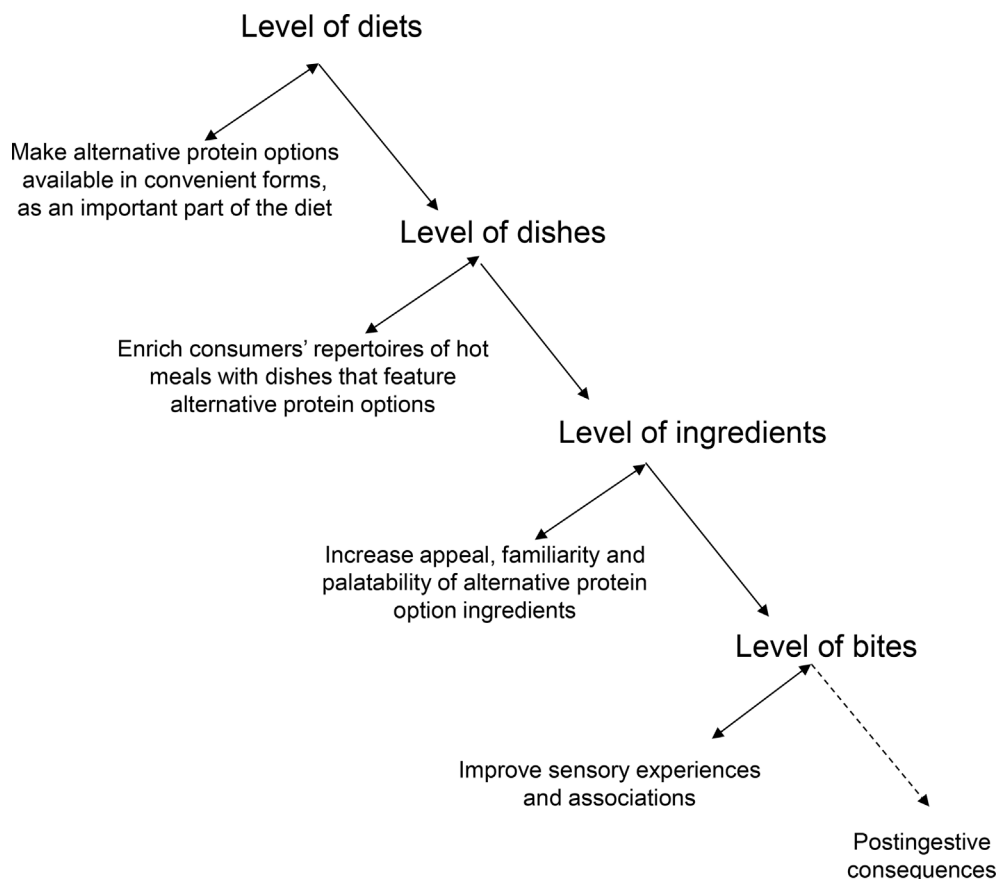 Level of diets
Make alternative protein options
available in convenient forms,
as an important part of the diet
Level of dishes
Enrich consumers’ repertoires of hot
meals with dishes that feature
alternative protein options
Level of ingredients
Increase appeal, familiarity and
palatability of alternative protein
option ingredients
Level of bites
Improve sensory experiences
and associations
Postingestive
consequences